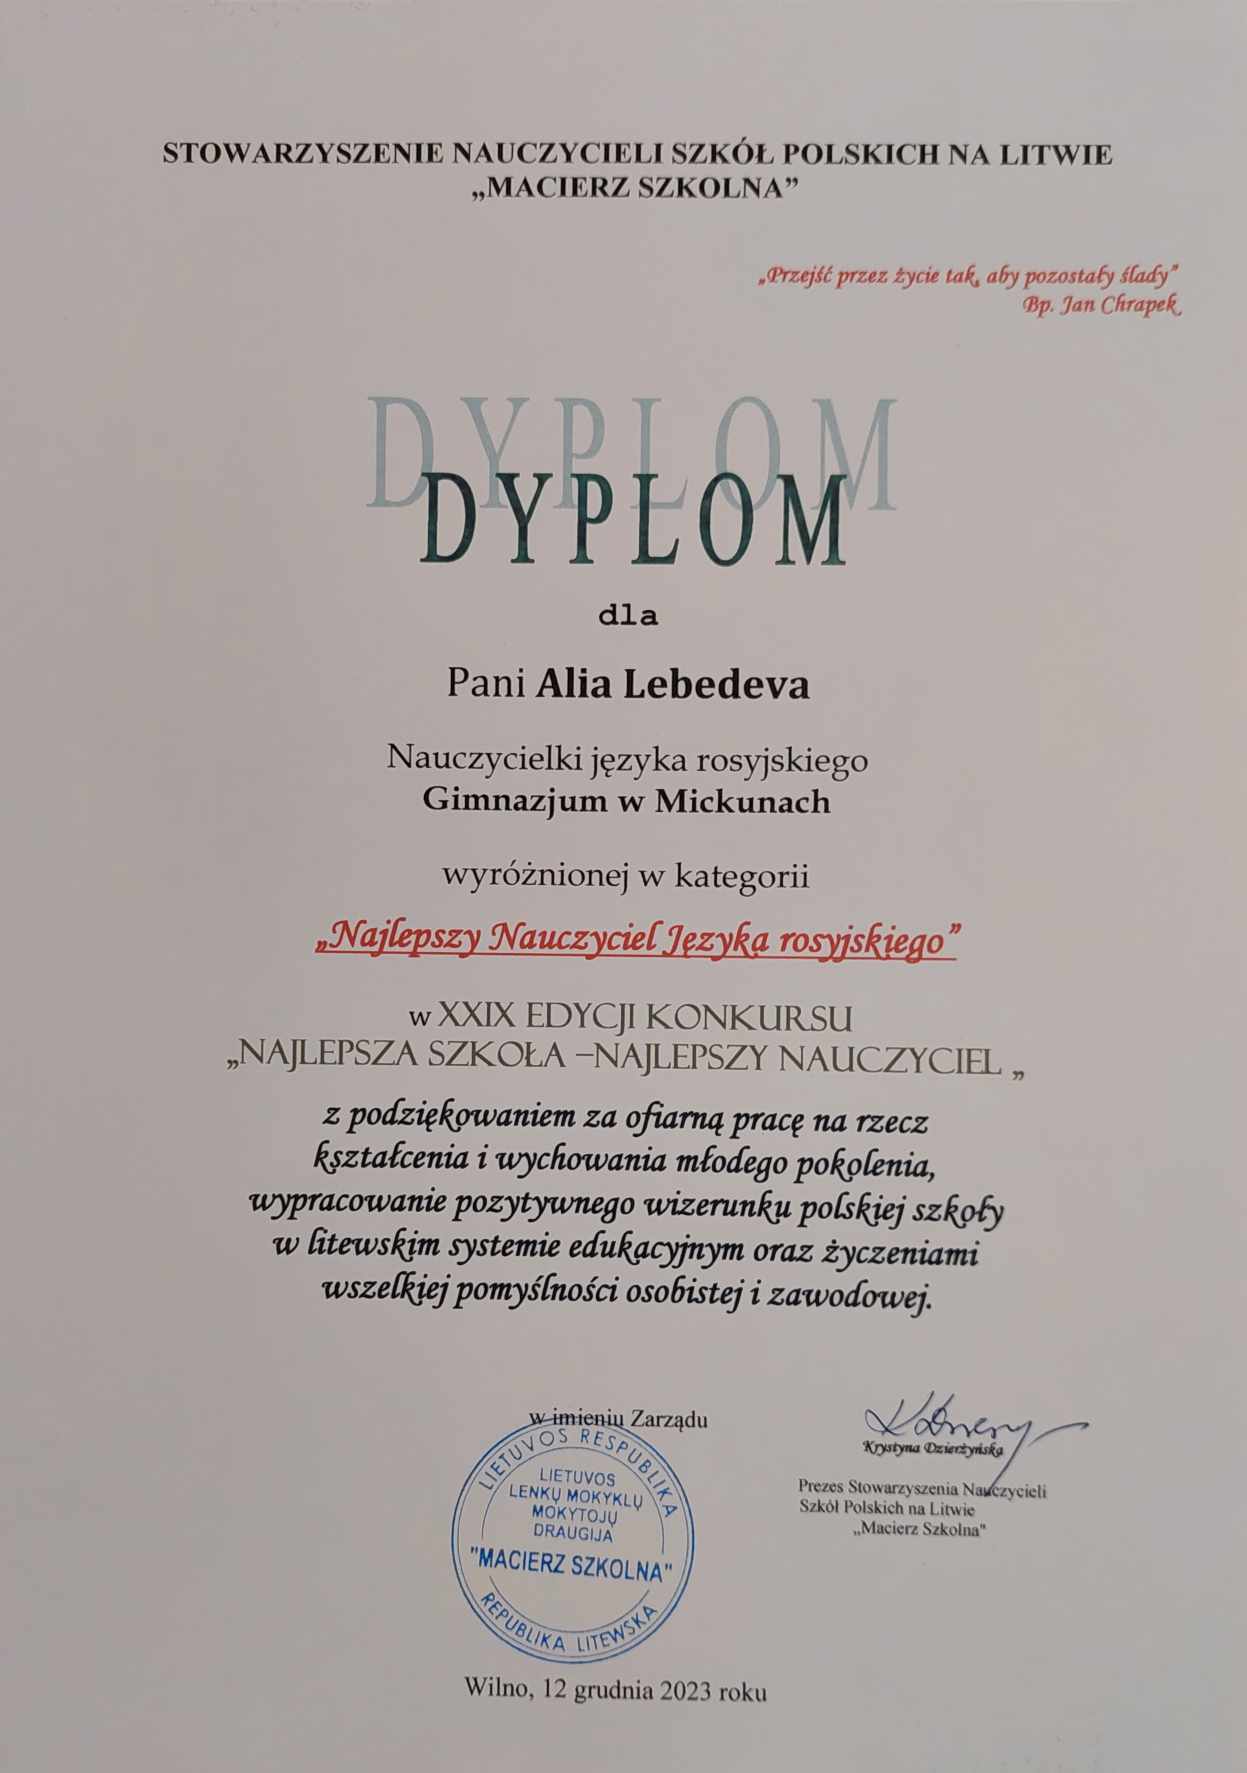 STOWARZYSZENIE NAUCZYCIELI SZKÓŁ POLSKICH NA LITWIE
„MACIERZ SZKOLNA”
„Przejść przez życie tak, aby pozostały ślady”
Bp. Jan Chrapek
DYPLOM
DYPLOM
dla
Pani Alia Lebedeva
Nauczycielki języka rosyjskiego
Gimnazjum w Mickunach
wyróżnionej w kategorii
„Najlepszy Nauczyciel Języka rosyjskiego”
w XXIX EDYCJI KONKURSU
„NAJLEPSZA SZKOŁA –NAJLEPSZY NAUCZYCIEL „
z podziękowaniem za ofiarną pracę na rzecz
kształcenia i wychowania młodego pokolenia,
wypracowanie pozytywnego wizerunku polskiej szkoły
w litewskim systemie edukacyjnym oraz życzeniami
wszelkiej pomyślności osobistej i zawodowej.
w imieniu Zarządu
Krystyna Dzierżyńska
Prezes Stowarzyszenia Nauczycieli
Szkół Polskich na Litwie
„Macierz Szkolna"
LIETUVOS RESPUBLIKA
LIETUVOS
LENKŲ MOKYKLŲ
MOKYTOJŲ
DRAUGIJA
"MACIERZ SZKOLNA"
REPUBLIKA LITEWSKA
Wilno, 12 grudnia 2023 roku